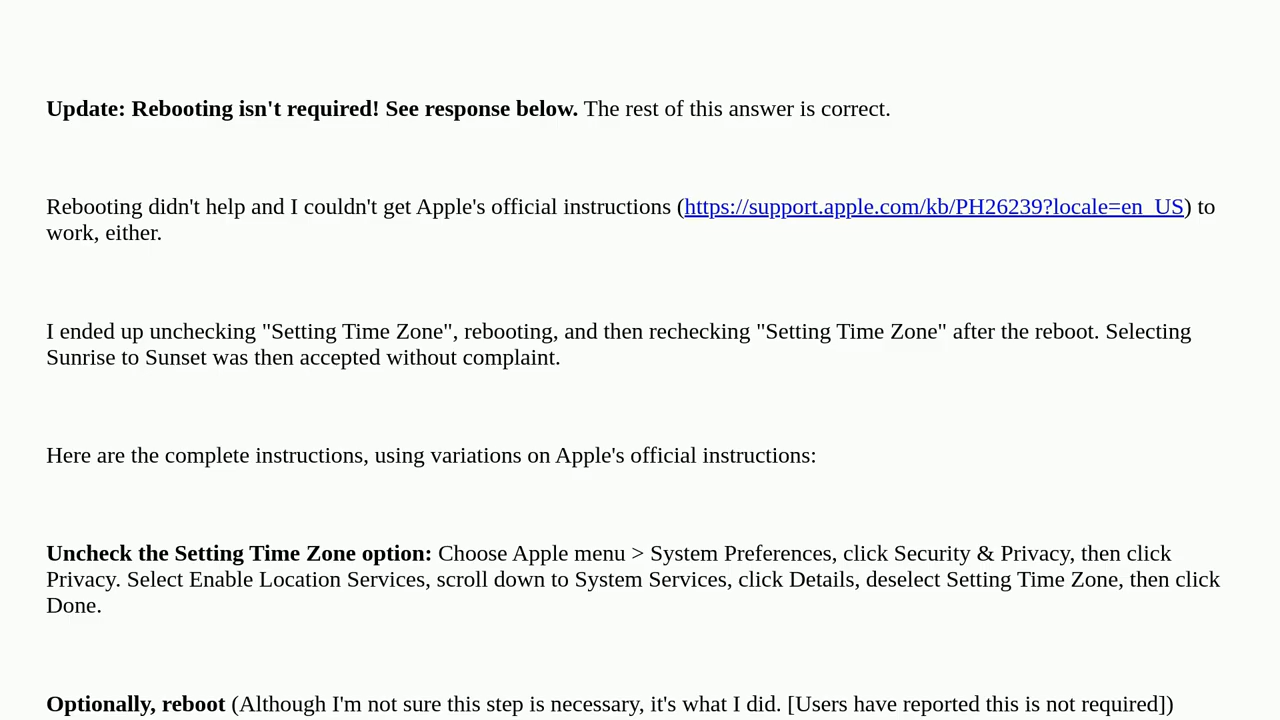 Update: Rebooting isn't required! See response below. The rest of this answer is correct.
Rebooting didn't help and I couldn't get Apple's official instructions (https://support.apple.com/kb/PH26239?locale=en_US) to
work, either.
I ended up unchecking "Setting Time Zone", rebooting, and then rechecking "Setting Time Zone" after the reboot. Selecting
Sunrise to Sunset was then accepted without complaint.
Here are the complete instructions, using variations on Apple's official instructions:
Uncheck the Setting Time Zone option: Choose Apple menu > System Preferences, click Security & Privacy, then click
Privacy. Select Enable Location Services, scroll down to System Services, click Details, deselect Setting Time Zone, then click
Done.
Optionally, reboot (Although I'm not sure this step is necessary, it's what I did. [Users have reported this is not required])